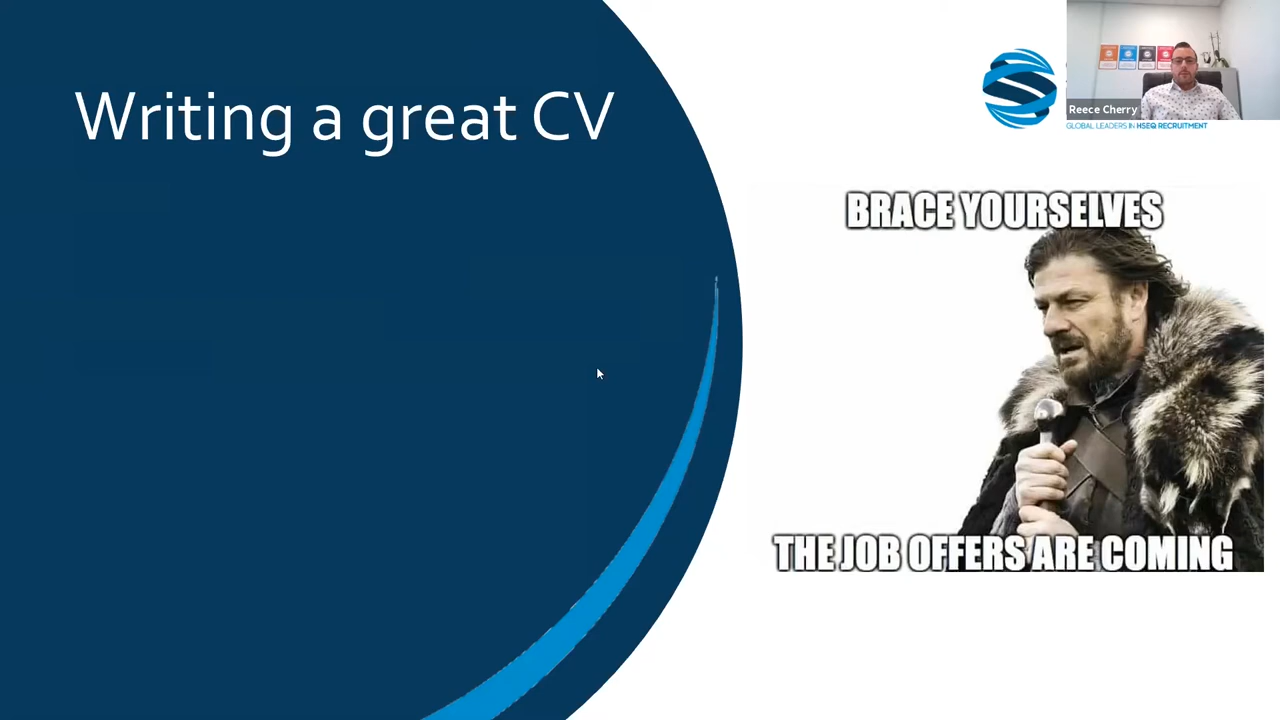 Writing a great CV
Reece Cherry
GLOBAL LEADERS IN HSEQ RECRUITMENT
BRACE YOURSELVES
THE JOB OFFERS ARE COMING